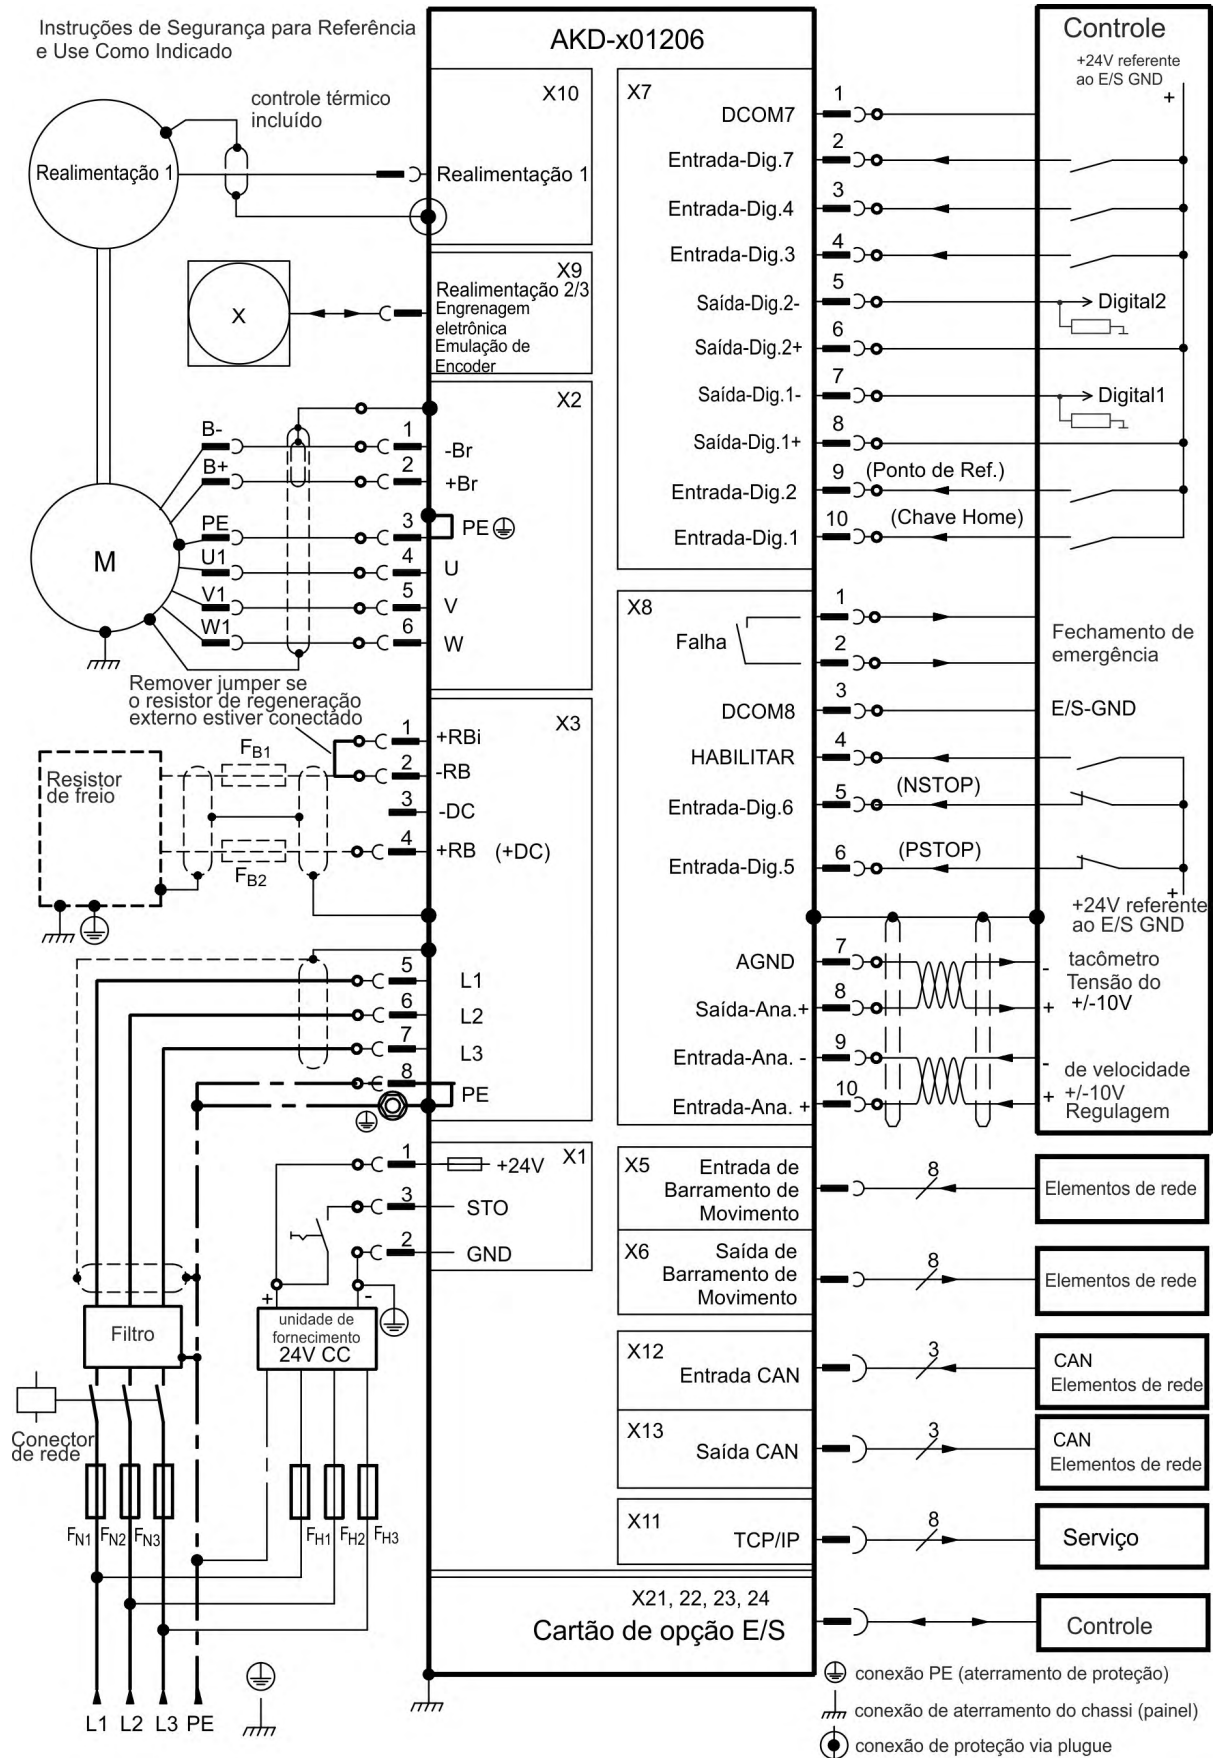 Instruções de Segurança para Referência
e Use Como Indicado
AKD-x01206
Controle
+24V referente
ao E/S GND
+
controle térmico
incluído
Realimentação 1
X10
Realimentação 1
X
X9
Realimentação 2/3
Engrenagem
eletrônica
Emulação de
Encoder
X2
B- 1 -Br
B+ 2 +Br
PE 3 PE
U1 4 U
V1 5 V
W1 6 W
M
Remover jumper se
o resistor de regeneração
externo estiver conectado
X3
1 +RBi
2 -RB
3 -DC
4 +RB (+DC)
FB1
FB2
Resistor
de freio
5 L1
6 L2
7 L3
8 PE
X1
1 +24V
3 STO
2 GND
+ -
unidade de
fornecimento
24V CC
Filtro
Conector
de rede
FN1 FN2 FN3 FH1 FH2 FH3
L1 L2 L3 PE
X7
DCOM7 1
Entrada-Dig.7 2
Entrada-Dig.4 3
Entrada-Dig.3 4
Saída-Dig.2- 5 Digital2
Saída-Dig.2+ 6
Saída-Dig.1- 7 Digital1
Saída-Dig.1+ 8
Entrada-Dig.2 9 (Ponto de Ref.)
Entrada-Dig.1 10 (Chave Home)
X8
Falha 1
2
Fechamento de
emergência
DCOM8 3 E/S-GND
HABILITAR 4
Entrada-Dig.6 5 (NSTOP)
Entrada-Dig.5 6 (PSTOP)
+
+24V referente
ao E/S GND
AGND 7 -
Saída-Ana.+ 8 +
tacômetro
Tensão do
+/-10V
Entrada-Ana. - 9 -
Entrada-Ana. + 10 +
de velocidade
+/-10V
Regulagem
X5 Entrada de
Barramento de
Movimento
8
Elementos de rede
X6 Saída de
Barramento de
Movimento
8
Elementos de rede
X12
Entrada CAN
3
CAN
Elementos de rede
X13
Saída CAN
3
CAN
Elementos de rede
X11
TCP/IP
8
Serviço
X21, 22, 23, 24
Cartão de opção E/S
Controle
conexão PE (aterramento de proteção)
conexão de aterramento do chassi (painel)
conexão de proteção via plugue